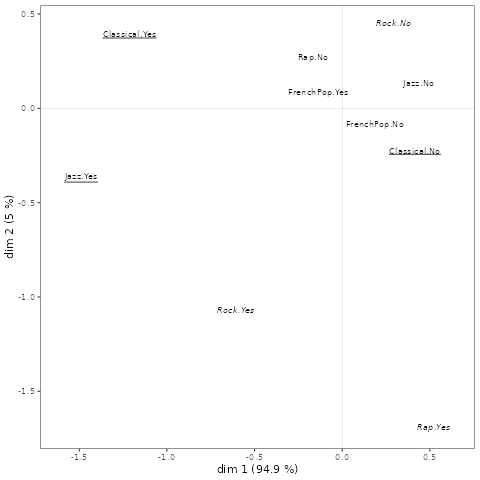 0.5
Rock.No
Classical.Yes
Rap.No
Jazz.No
FrenchPop.Yes
0.0
FrenchPop.No
Classical.No
Jazz.Yes
-0.5
dim 2 (5 %)
-1.0
Rock.Yes
-1.5
Rap.Yes
-1.5 -1.0 -0.5 0.0 0.5
dim 1 (94.9 %)